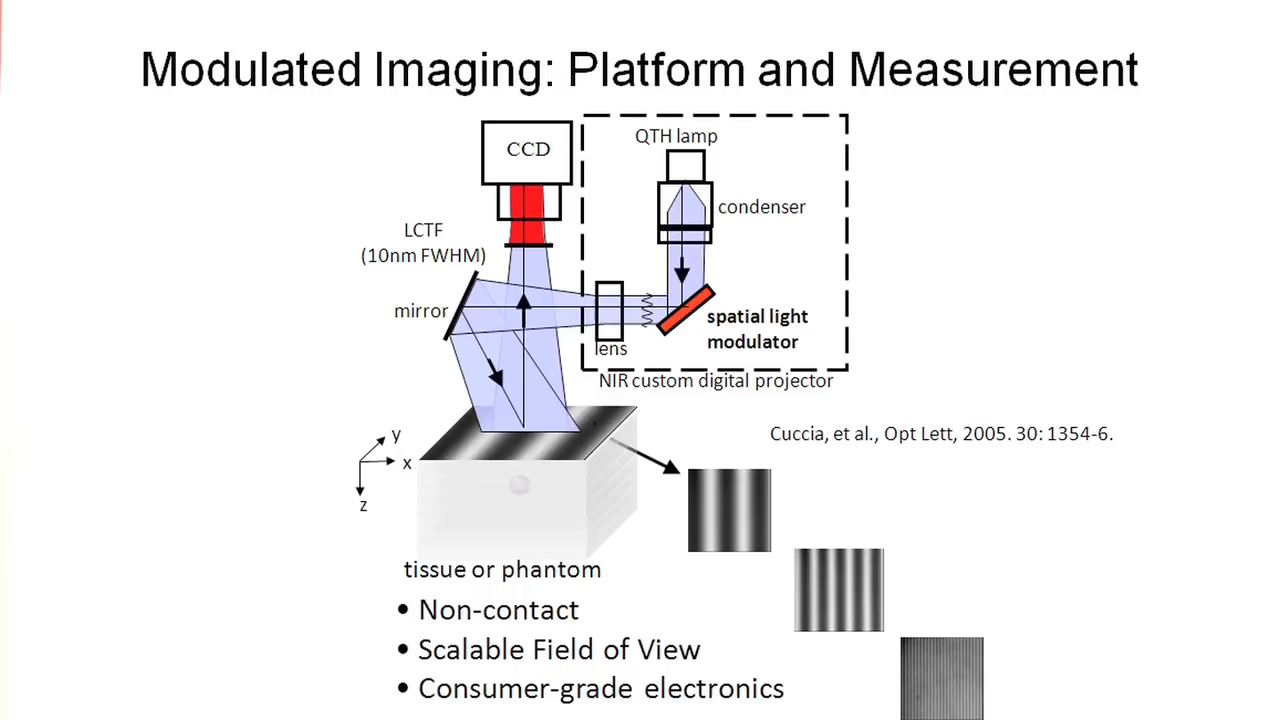 Modulated Imaging: Platform and Measurement
QTH lamp
CCD
condenser
LCTF
(10nm FWHM)
mirror
spatial light
modulator
lens
NIR custom digital projector
Cuccia, et al., Opt Lett, 2005. 30: 1354-6.
y
x
z
tissue or phantom
• Non-contact
• Scalable Field of View
• Consumer-grade electronics